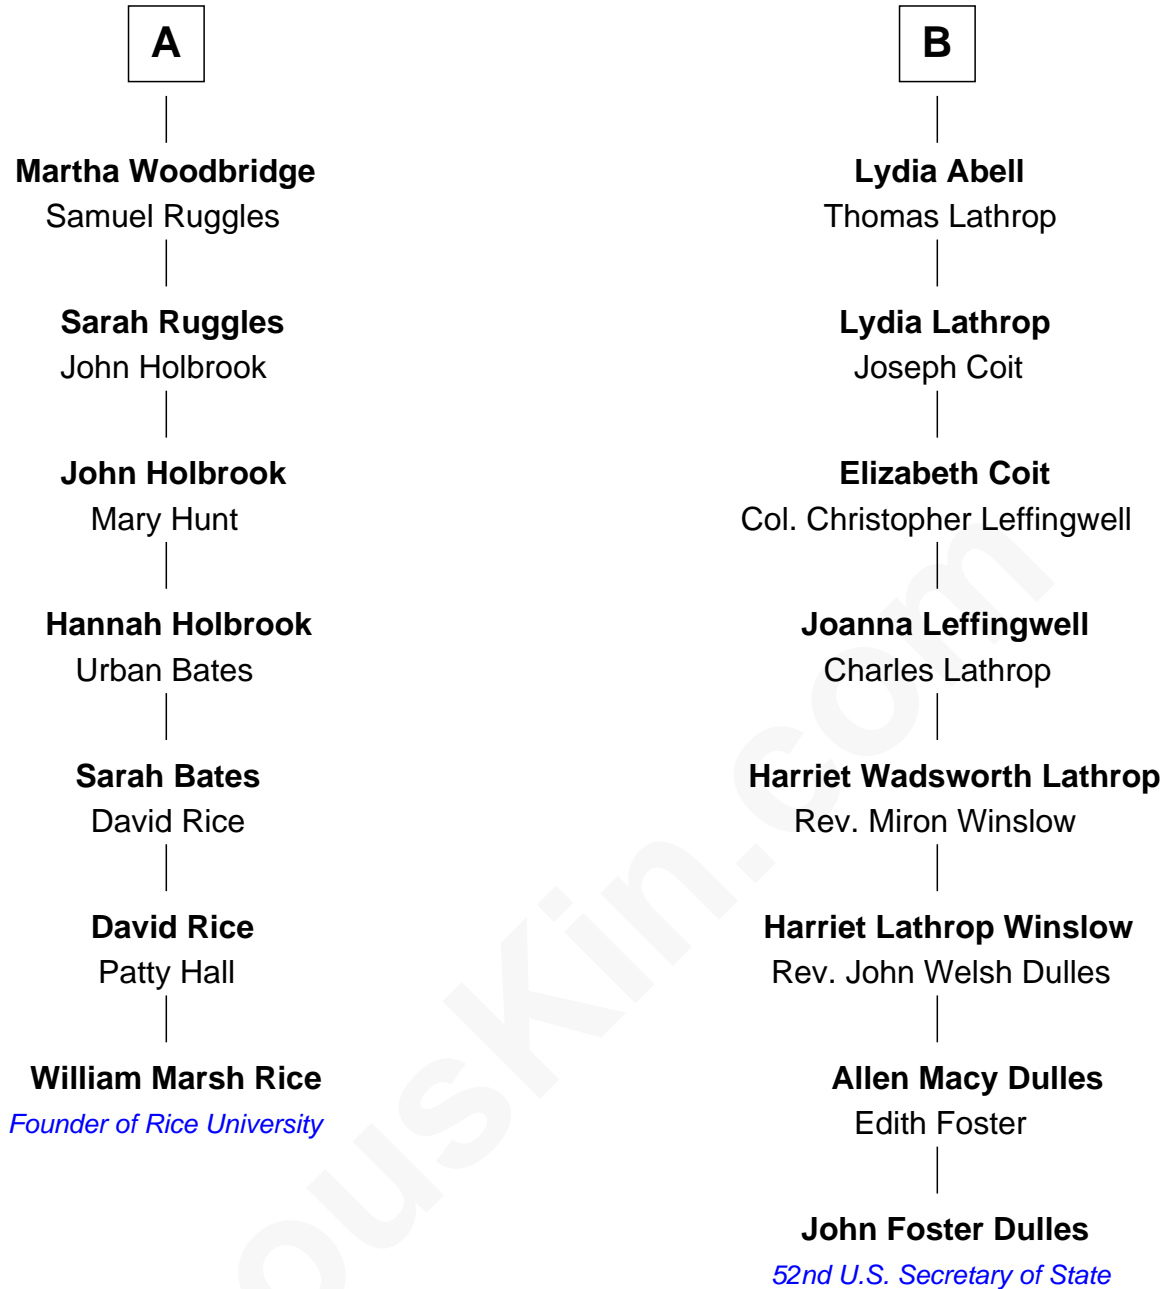 A
Martha Woodbridge
Samuel Ruggles
Sarah Ruggles
John Holbrook
John Holbrook
Mary Hunt
Hannah Holbrook
Urban Bates
Sarah Bates
David Rice
David Rice
Patty Hall
William Marsh Rice
Founder of Rice University
B
Lydia Abell
Thomas Lathrop
Lydia Lathrop
Joseph Coit
Elizabeth Coit
Col. Christopher Leffingwell
Joanna Leffingwell
Charles Lathrop
Harriet Wadsworth Lathrop
Rev. Miron Winslow
Harriet Lathrop Winslow
Rev. John Welsh Dulles
Allen Macy Dulles
Edith Foster
John Foster Dulles
52nd U.S. Secretary of State
ousKin.com